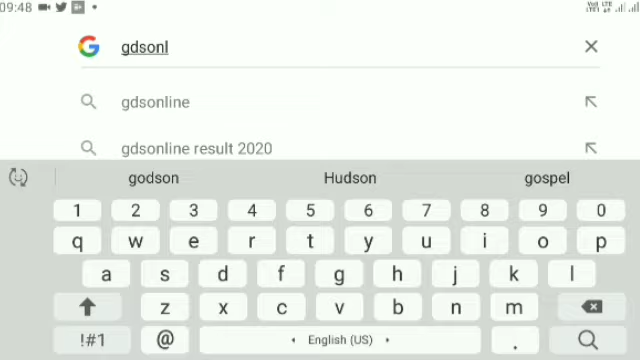 09:48
gdsonl
gdsonline
gdsonline result 2020
godson Hudson gospel
1 2 3 4 5 6 7 8 9 0
q w e r t y u i o p
a s d f g h j k l
z x c v b n m
!#1 @ English (US) .